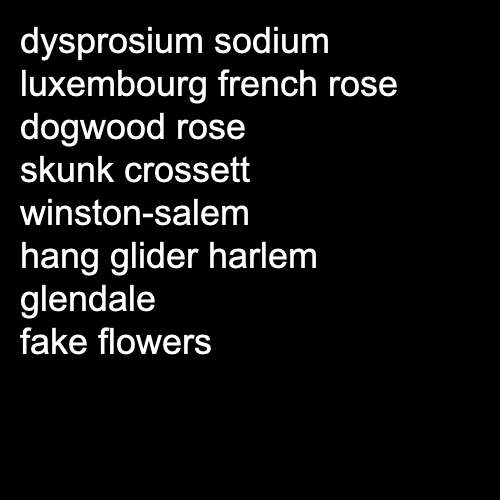 dysprosium sodium
luxembourg french rose
dogwood rose
skunk crossett
winston-salem
hang glider harlem
glendale
fake flowers